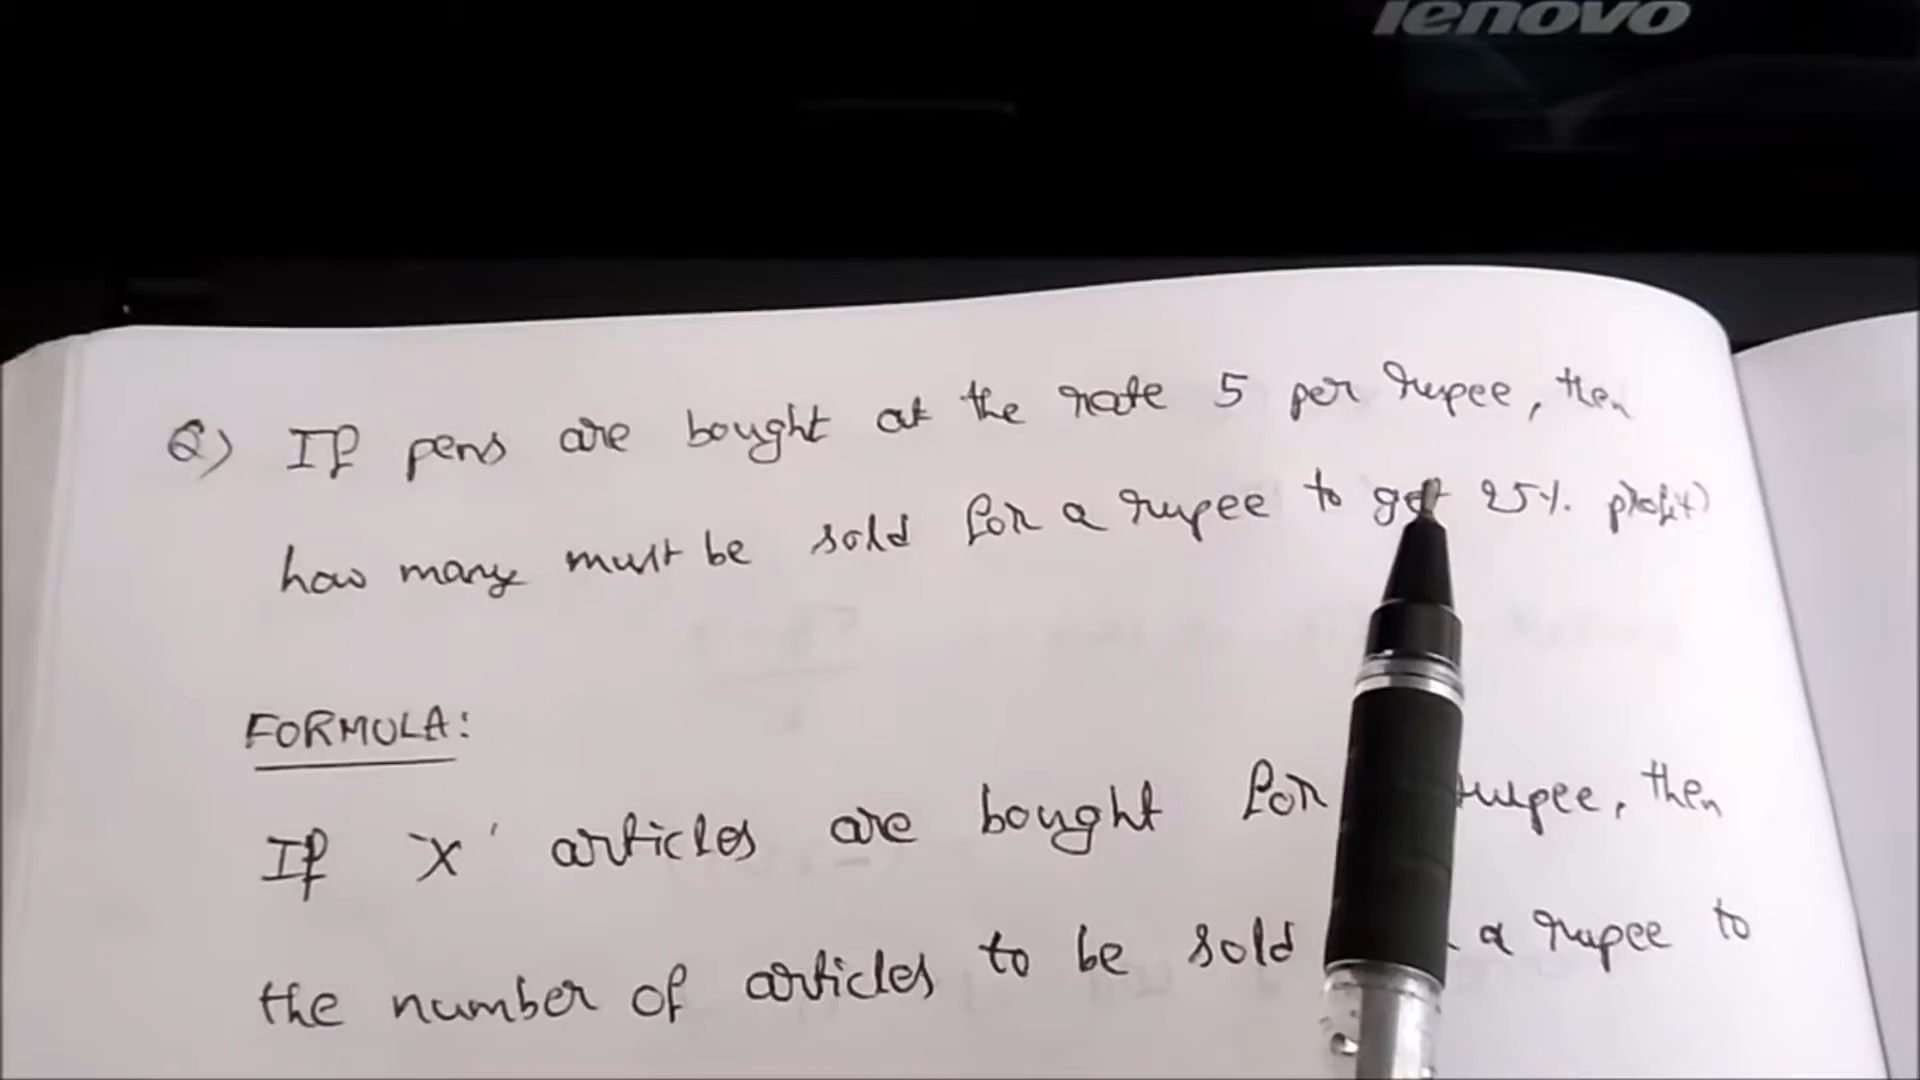 lenovo
Q) If pens are bought at the rate 5 per rupee, then
how many must be sold for a rupee to get 25% profit)
FORMULA:
If 'X' articles are bought for rupee, then
the number of articles to be sold a rupee to